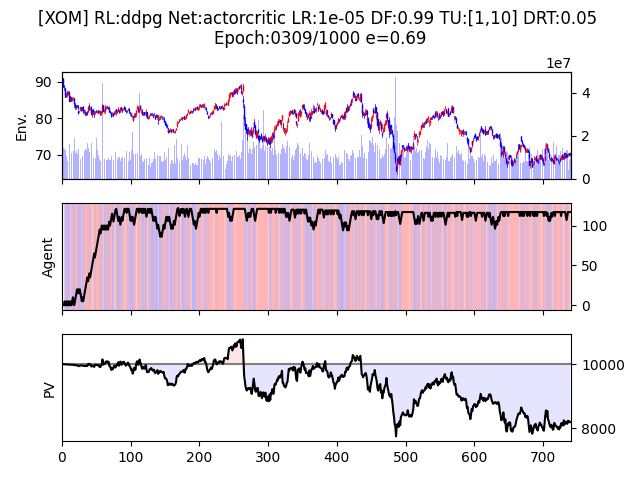 [XOM] RL:ddpg Net:actorcritic LR:1e-05 DF:0.99 TU:[1,10] DRT:0.05
Epoch:0309/1000 e=0.69
1e7
Env.
90
80
70
4
2
0
Agent
100
50
0
PV
10000
8000
0 100 200 300 400 500 600 700